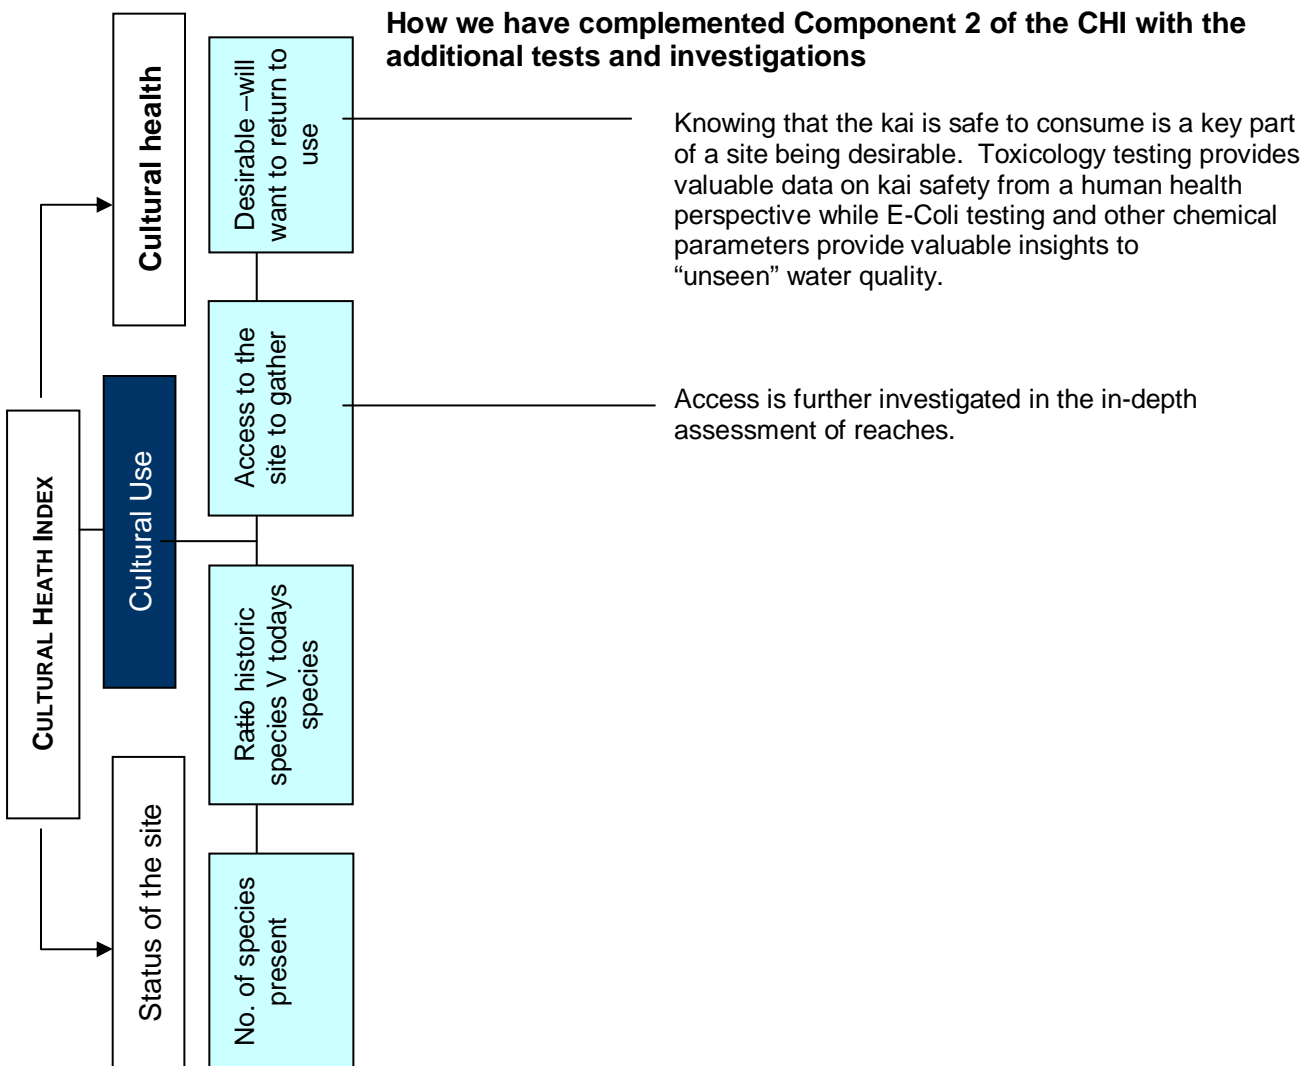 How we have complemented Component 2 of the CHI with the
additional tests and investigations
CULTURAL HEATH INDEX
Cultural health
Cultural Use
Status of the site
Desirable –will
want to return to
use
Access to the
site to gather
Ratio historic
species V todays
species
No. of species
present
Knowing that the kai is safe to consume is a key part
of a site being desirable. Toxicology testing provides
valuable data on kai safety from a human health
perspective while E-Coli testing and other chemical
parameters provide valuable insights to
“unseen” water quality.
Access is further investigated in the in-depth
assessment of reaches.